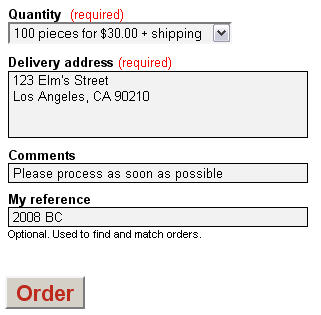 Quantity (required)
100 pieces for $30.00 + shipping
Delivery address (required)
123 Elm's Street
Los Angeles, CA 90210
Comments
Please process as soon as possible
My reference
2008 BC
Optional. Used to find and match orders.
Order